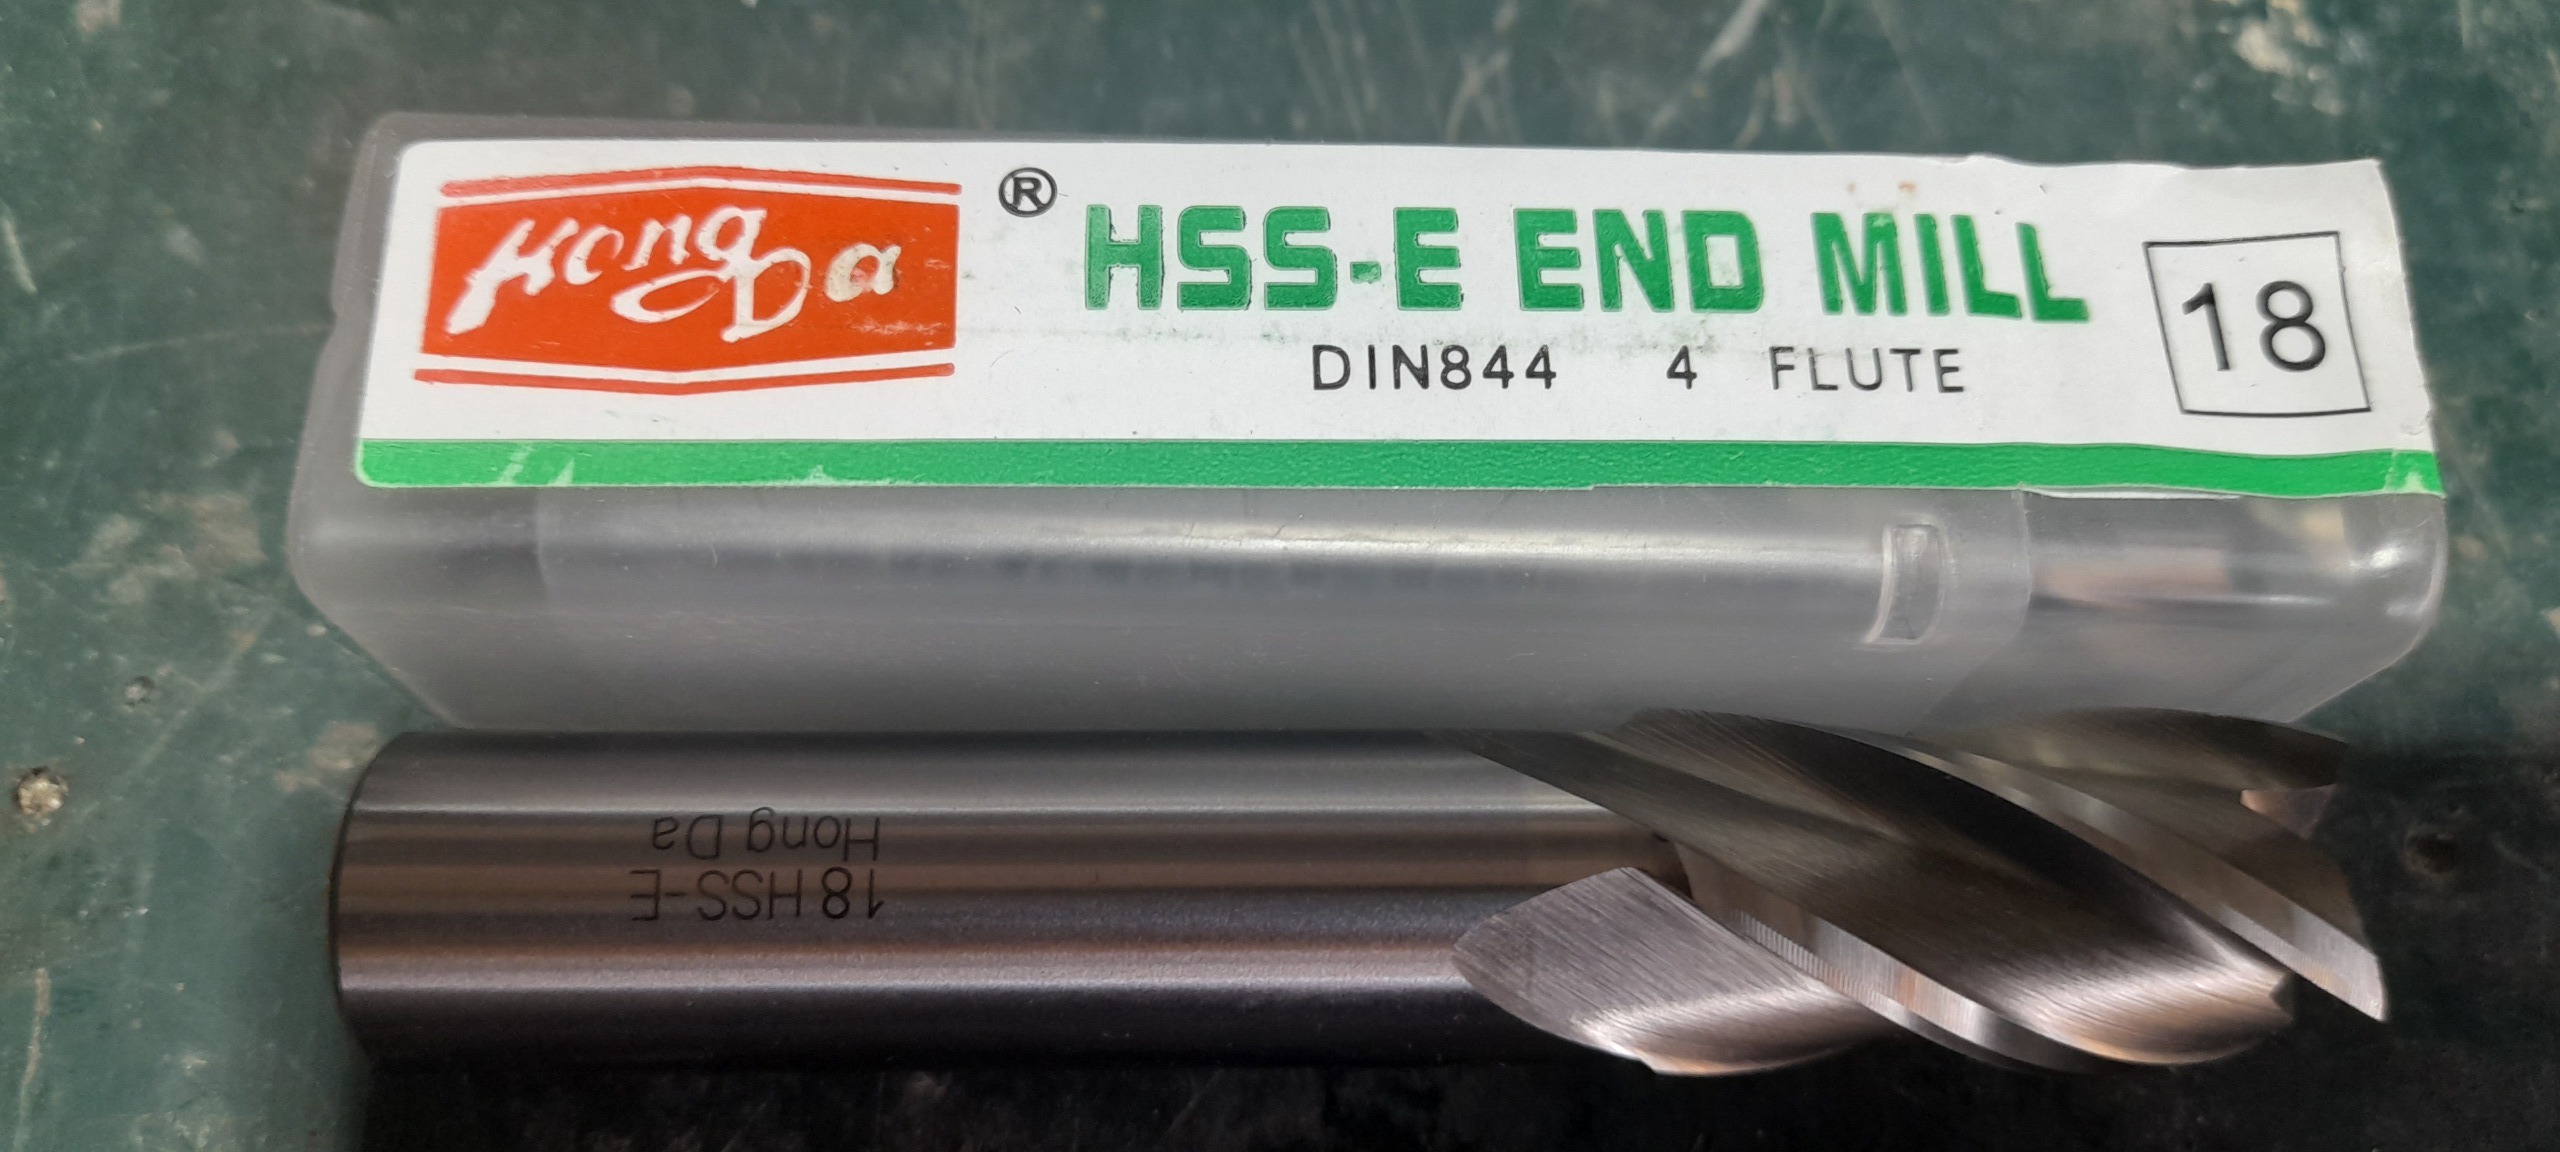 Hong Da ® HSS-E END MILL 18
DIN844 4 FLUTE
18 HSS-E
Hong Da